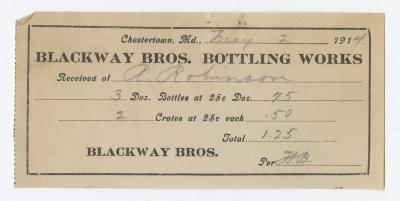 Chestertown, Md. May 2 1914.
BLACKWAY BROS. BOTTLING WORKS
Received of A Robinson
3 Doz. Bottles at 25c Doz. 75
2 Crates at 25c each .50
Total 1.25
BLACKWAY BROS.
Per HB.